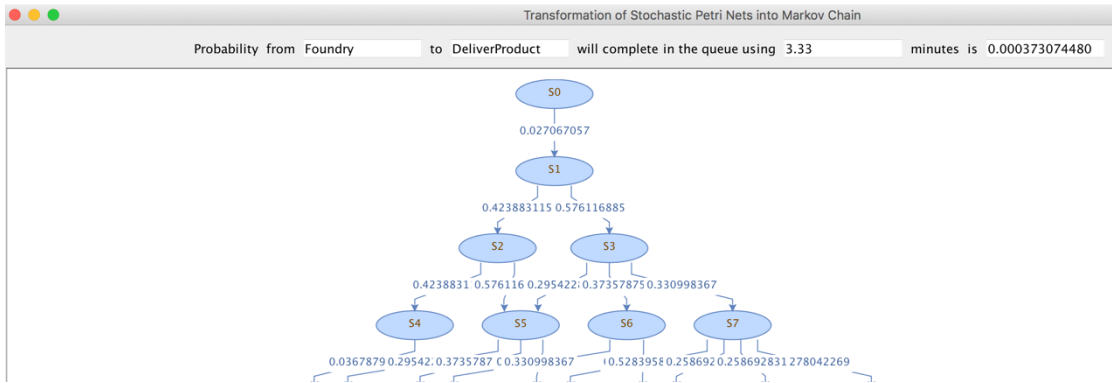 Transformation of Stochastic Petri Nets into Markov Chain
Probability from Foundry to DeliverProduct will complete in the queue using 3.33 minutes is 0.000373074480
S0
0.027067057
S1
0.423883115 0.576116885
S2 S3
0.4238831 0.576116 0.295422 0.37357875 0.330998367
S4 S5 S6 S7
0.0367879 0.2954 0.3735787 0.330998367 0.5283958 0.258692 0.258692831 278042269